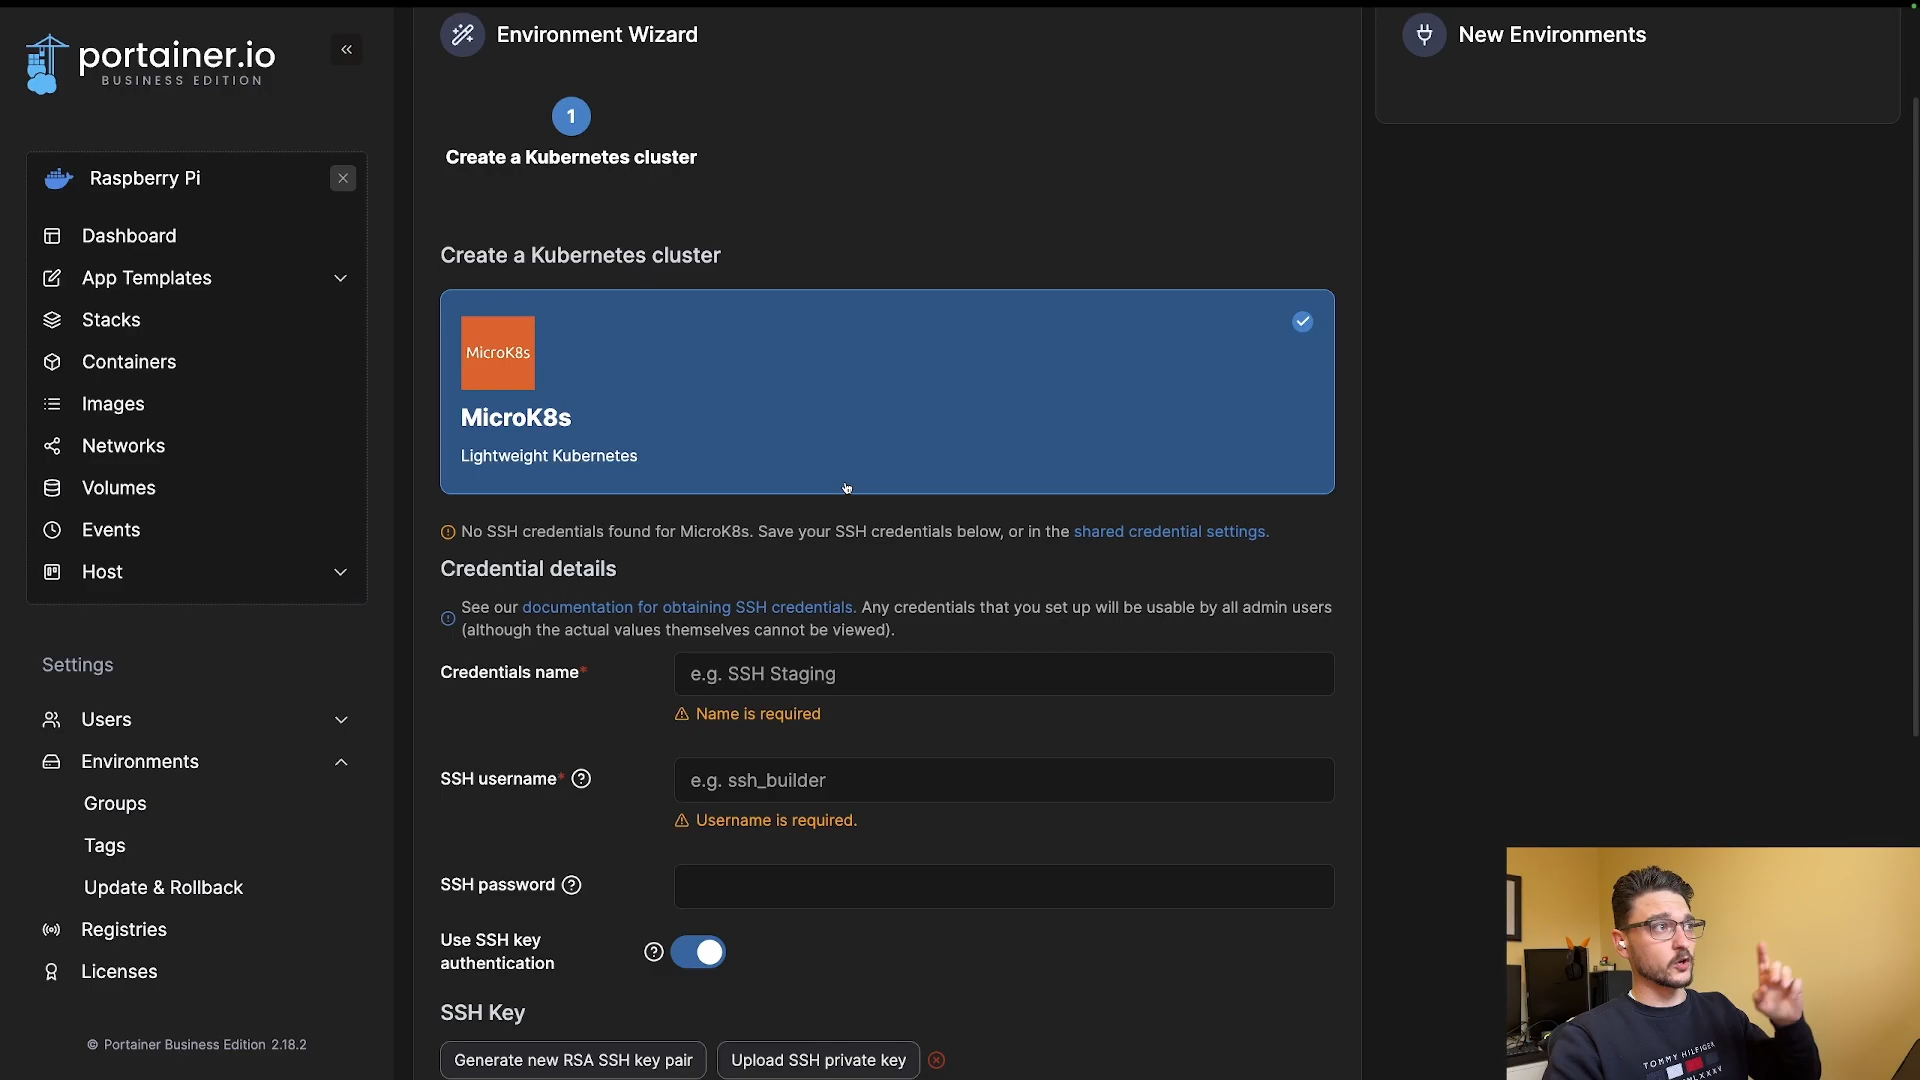 portainer.io
BUSINESS EDITION
Raspberry Pi
Dashboard
App Templates
Stacks
Containers
Images
Networks
Volumes
Events
Host
Settings
Users
Environments
Groups
Tags
Update & Rollback
Registries
Licenses
© Portainer Business Edition 2.18.2
Environment Wizard
1
Create a Kubernetes cluster
Create a Kubernetes cluster
MicroK8s
MicroK8s
Lightweight Kubernetes
No SSH credentials found for MicroK8s. Save your SSH credentials below, or in the shared credential settings.
Credential details
See our documentation for obtaining SSH credentials. Any credentials that you set up will be usable by all admin users
(although the actual values themselves cannot be viewed).
Credentials name*
e.g. SSH Staging
Name is required
SSH username*
e.g. ssh_builder
Username is required.
SSH password
Use SSH key
authentication
SSH Key
Generate new RSA SSH key pair
Upload SSH private key
New Environments
TOMMY HILFIGER